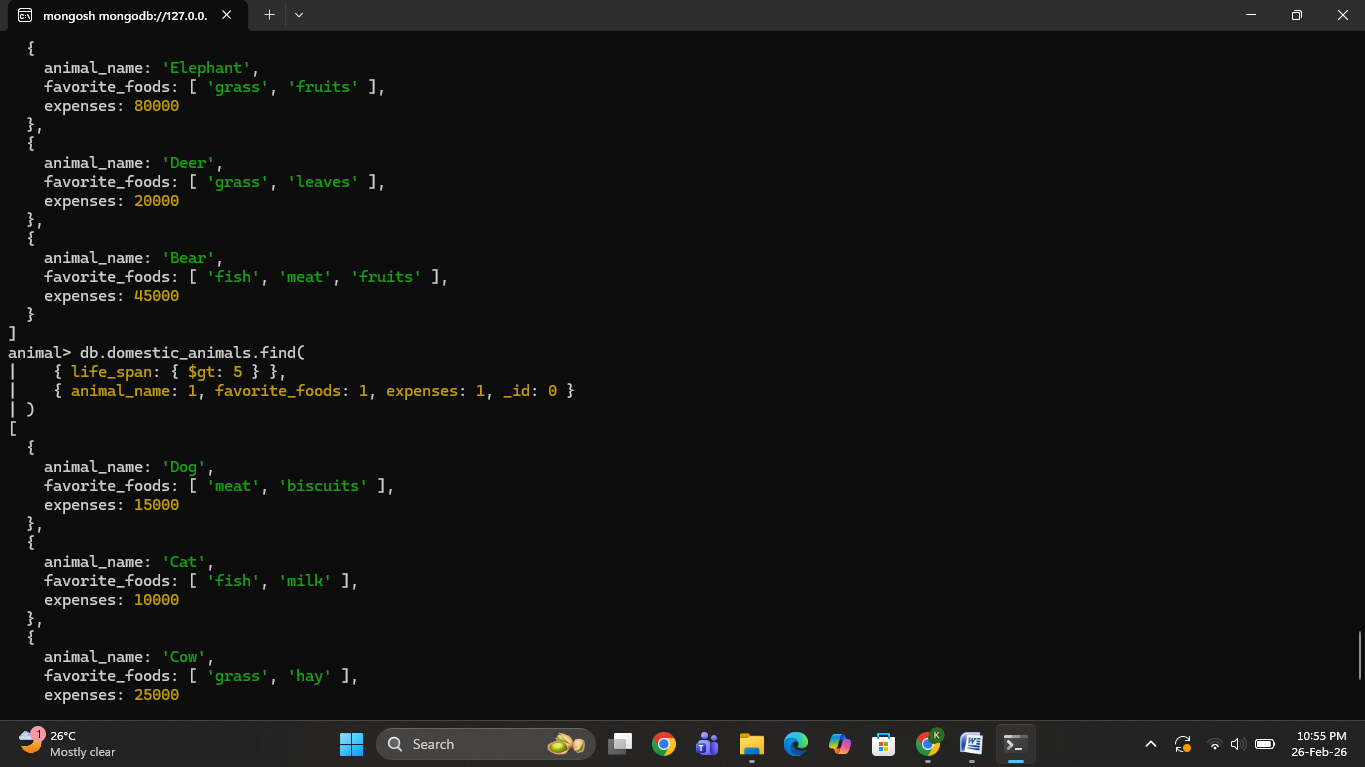 mongosh mongodb://127.0.0.
{
animal_name: 'Elephant',
favorite_foods: [ 'grass', 'fruits' ],
expenses: 80000
},
{
animal_name: 'Deer',
favorite_foods: [ 'grass', 'leaves' ],
expenses: 20000
},
{
animal_name: 'Bear',
favorite_foods: [ 'fish', 'meat', 'fruits' ],
expenses: 45000
}
]
animal> db.domestic_animals.find(
|    { life_span: { $gt: 5 } },
|    { animal_name: 1, favorite_foods: 1, expenses: 1, _id: 0 }
| )
[
{
animal_name: 'Dog',
favorite_foods: [ 'meat', 'biscuits' ],
expenses: 15000
},
{
animal_name: 'Cat',
favorite_foods: [ 'fish', 'milk' ],
expenses: 10000
},
{
animal_name: 'Cow',
favorite_foods: [ 'grass', 'hay' ],
expenses: 25000
1
26°C
Mostly clear
Search
K
10:55 PM
26-Feb-26